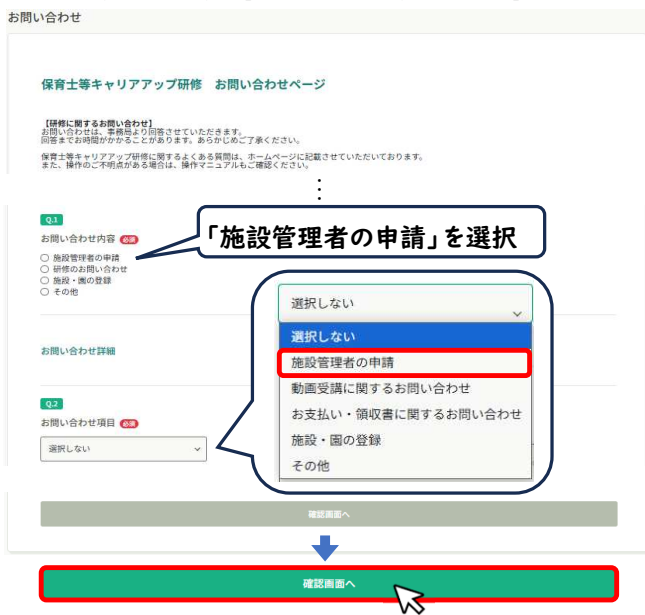 お問い合わせ
保育士等キャリアアップ研修 お問い合わせページ
【研修に関するお問い合わせ】
お問い合わせは、事務局より回答させていただきます。
回答までお時間がかかることがあります。あらかじめご了承ください。
保育士等キャリアアップ研修に関するよくある質問は、ホームページに記載させていただいております。
また、操作のご不明点がある場合は、操作マニュアルもご確認ください。
Q.1
お問い合わせ内容 必須
「施設管理者の申請」を選択
施設管理者の申請
研修のお問い合わせ
施設・園の登録
その他
選択しない
選択しない
施設管理者の申請
動画受講に関するお問い合わせ
お支払い・領収書に関するお問い合わせ
施設・園の登録
その他
お問い合わせ詳細
Q.2
お問い合わせ項目 必須
選択しない
確認画面へ
確認画面へ